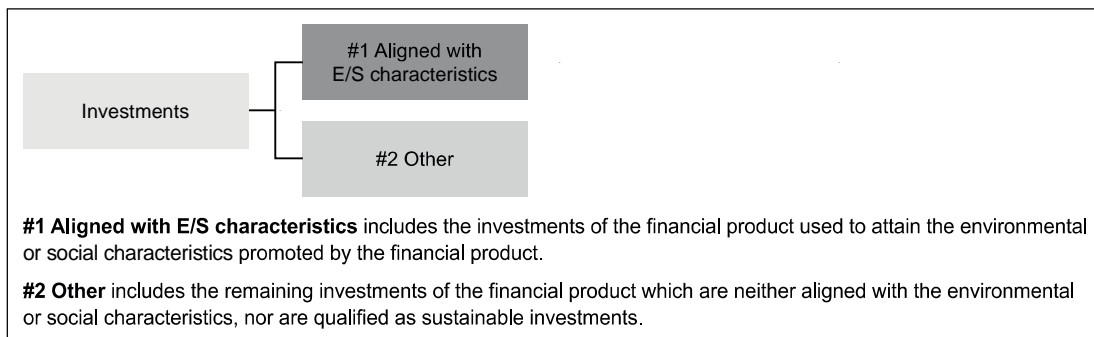 #1 Aligned with
E/S characteristics
Investments
#2 Other
#1 Aligned with E/S characteristics includes the investments of the financial product used to attain the environmental
or social characteristics promoted by the financial product.
#2 Other includes the remaining investments of the financial product which are neither aligned with the environmental
or social characteristics, nor are qualified as sustainable investments.